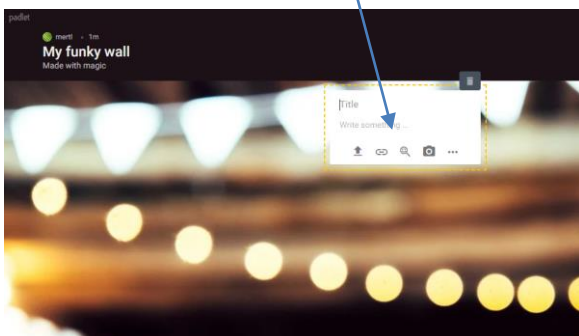 padlet
mertl · 1m
My funky wall
Made with magic
Title
Write something ...